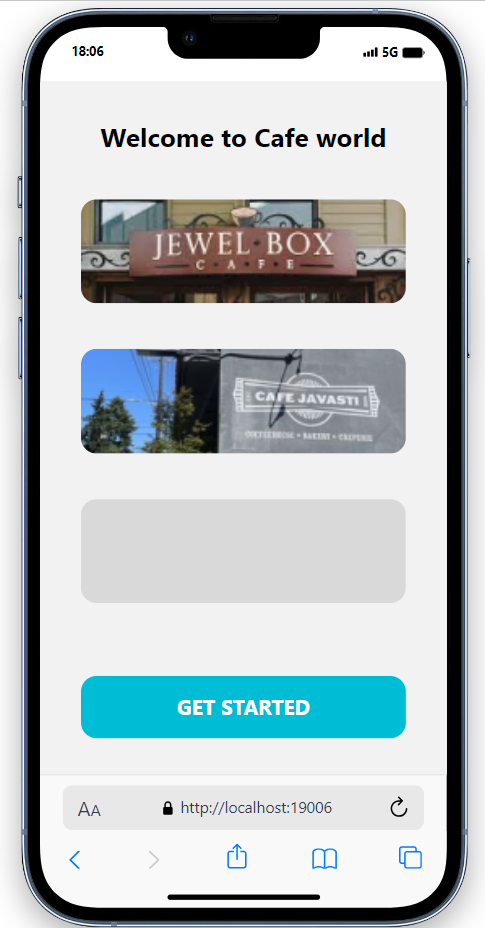 18:06
5G
Welcome to Cafe world
JEWEL BOX
C·A·F·E
CAFE JAVASTI
COFFEEHOUSE • BAKERY • CREPERIE
GET STARTED
AA
http://localhost:19006